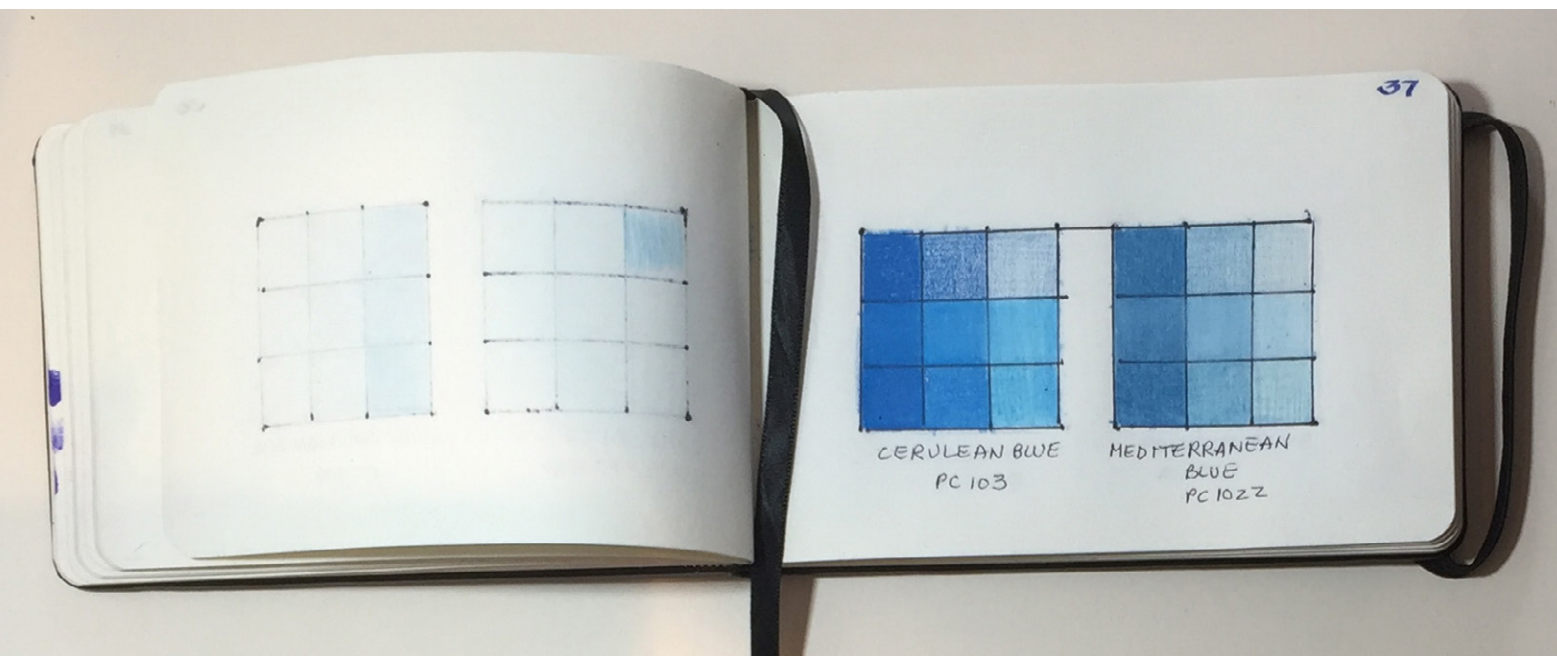 37
CERULEAN BLUE
PC 103
MEDITERRANEAN
BLUE
PC 1022